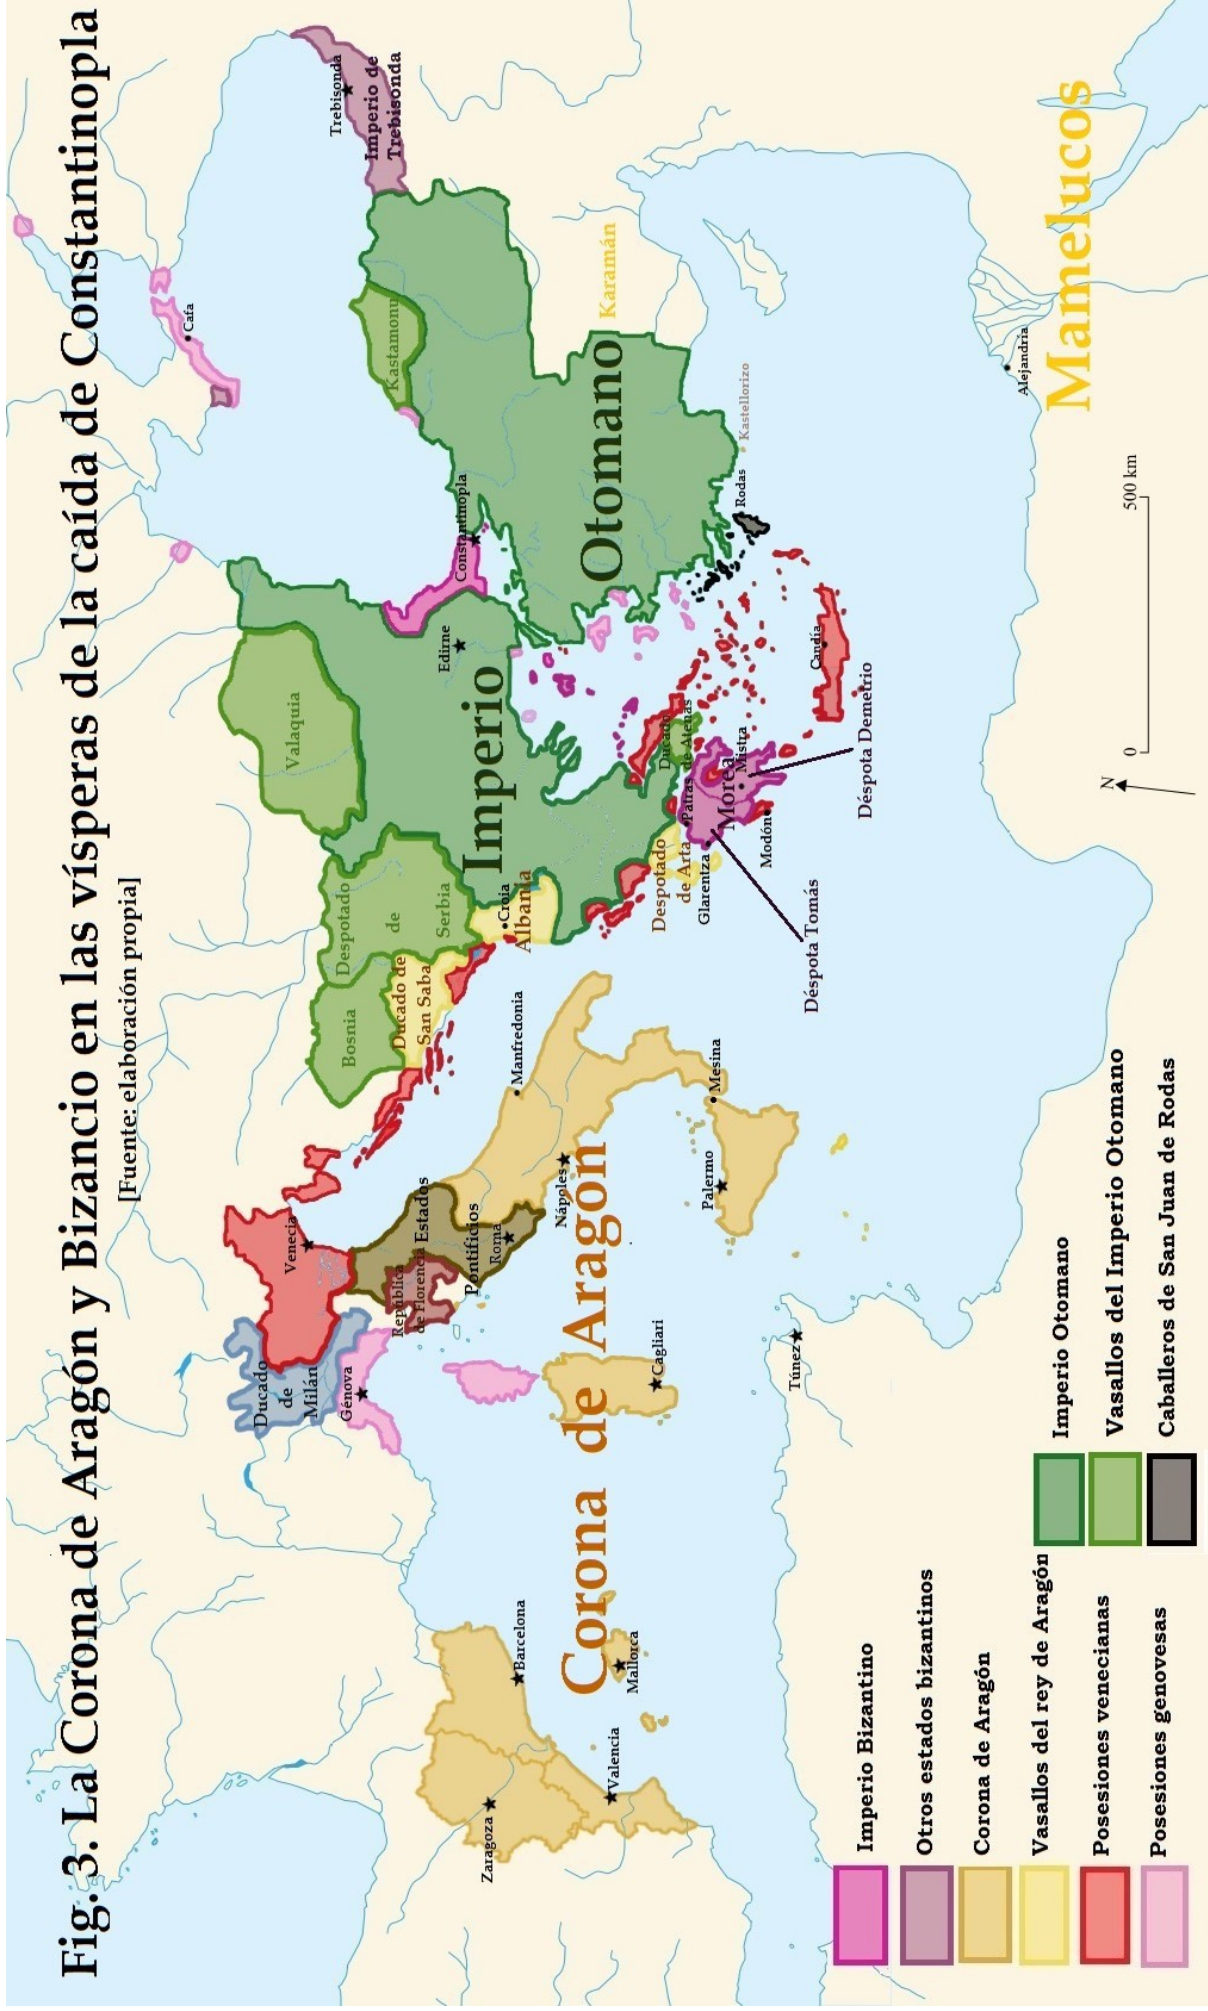 Fig. 3. La Corona de Aragón y Bizancio en las vísperas de la caída de Constantinopla
[Fuente: elaboración propia]
Zaragoza
Barcelona
Valencia
Mallorca
Corona de Aragón
Ducado
de
Milán
Génova
Venecia
República
de Florencia
Estados
Pontificios
Roma
Nápoles
Manfredonia
Cagliari
Palermo
Mesina
Túnez
Bosnia
Ducado de
San Saba
Despotado
de
Serbia
Valaquia
Croia
Albania
Despotado
de Arta
Glarentza
Patras
Morea
Mistra
Modón
Ducado
de Atenas
Déspota Tomás
Déspota Demetrio
Candía
Imperio
Otomano
Edirne
Constantinopla
Kastamonu
Cafa
Trebisonda
Imperio de
Trebisonda
Karamán
Rodas
Kastellorizo
Alejandría
Mamelucos
N
0
500 km
Imperio Bizantino
Otros estados bizantinos
Corona de Aragón
Vasallos del rey de Aragón
Posesiones venecianas
Posesiones genovesas
Imperio Otomano
Vasallos del Imperio Otomano
Caballeros de San Juan de Rodas